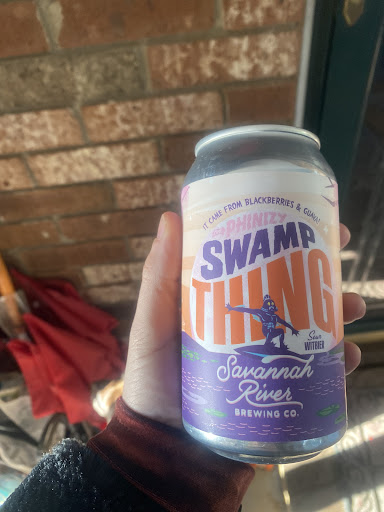 IT CAME FROM BLACKBERRIES & GUAVA!
PHINIZY
SWAMP
THING
Sour
WITBIER
Savannah
River
BREWING CO.